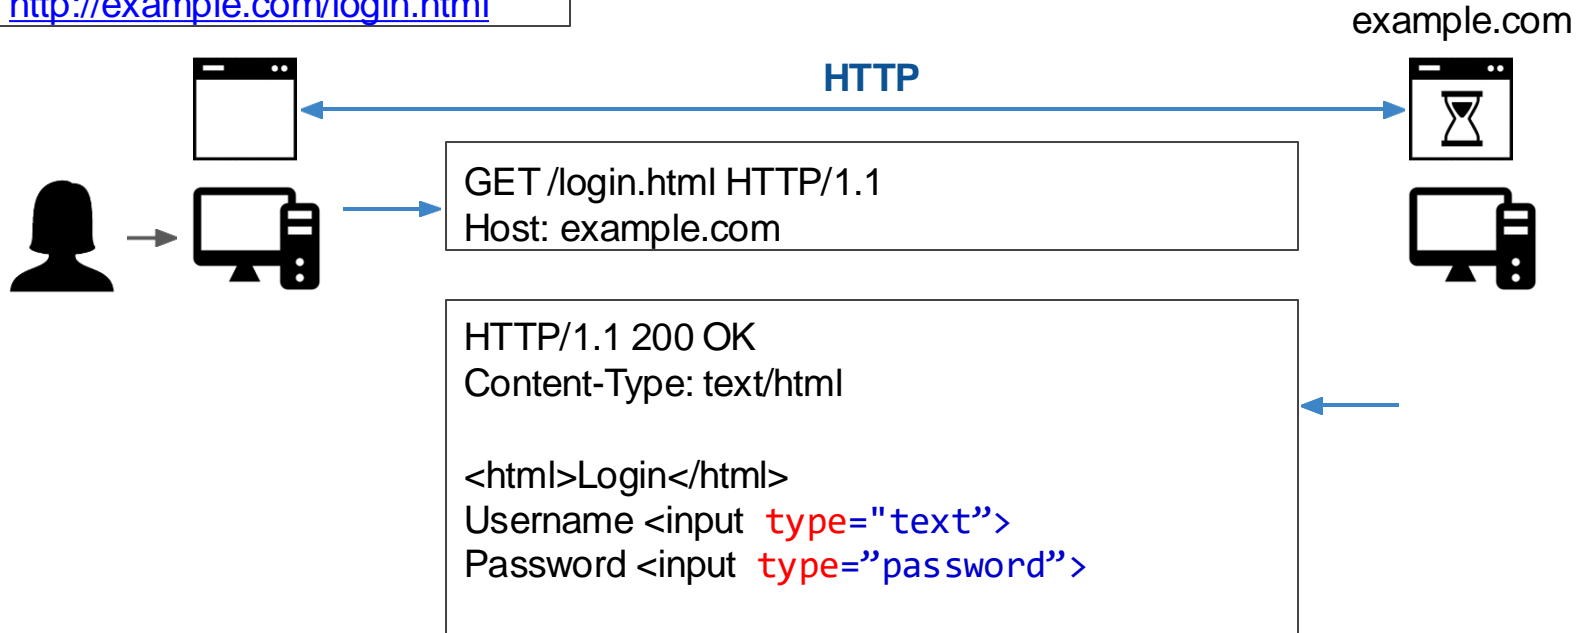 http://example.com/login.html
example.com
HTTP
GET /login.html HTTP/1.1
Host: example.com
HTTP/1.1 200 OK
Content-Type: text/html
<html>Login</html>
Username <input type="text”>
Password <input type=”password”>